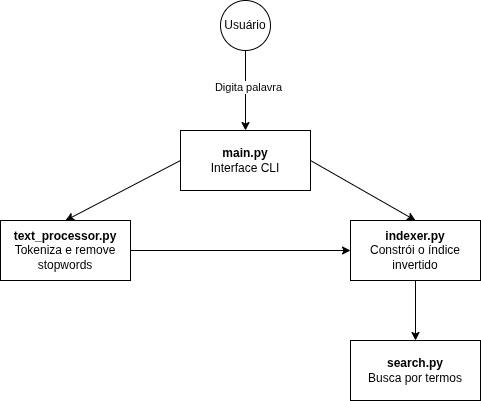 Usuário
Digita palavra
main.py
Interface CLI
text_processor.py
Tokeniza e remove
stopwords
indexer.py
Constrói o índice
invertido
search.py
Busca por termos